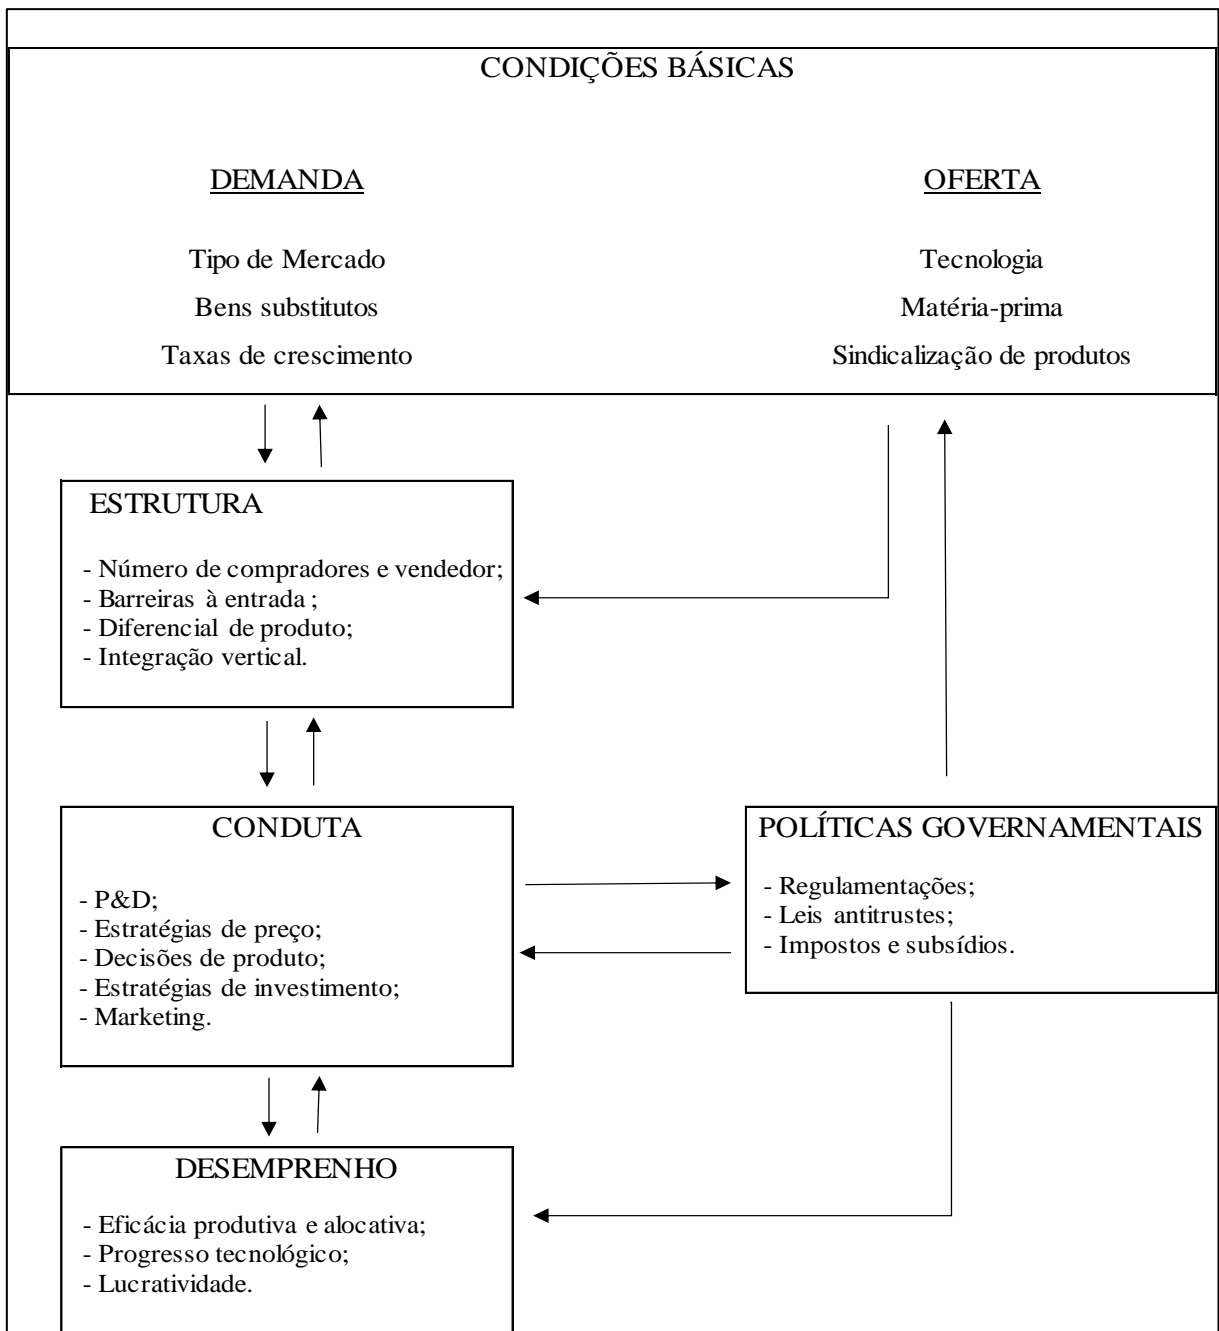 CONDIÇÕES BÁSICAS
DEMANDA
Tipo de Mercado
Bens substitutos
Taxas de crescimento
OFERTA
Tecnologia
Matéria-prima
Sindicalização de produtos
ESTRUTURA
- Número de compradores e vendedor;
- Barreiras à entrada ;
- Diferencial de produto;
- Integração vertical.
CONDUTA
- P&D;
- Estratégias de preço;
- Decisões de produto;
- Estratégias de investimento;
- Marketing.
POLÍTICAS GOVERNAMENTAIS
- Regulamentações;
- Leis antitrustes;
- Impostos e subsídios.
DESEMPRENHO
- Eficácia produtiva e alocativa;
- Progresso tecnológico;
- Lucratividade.